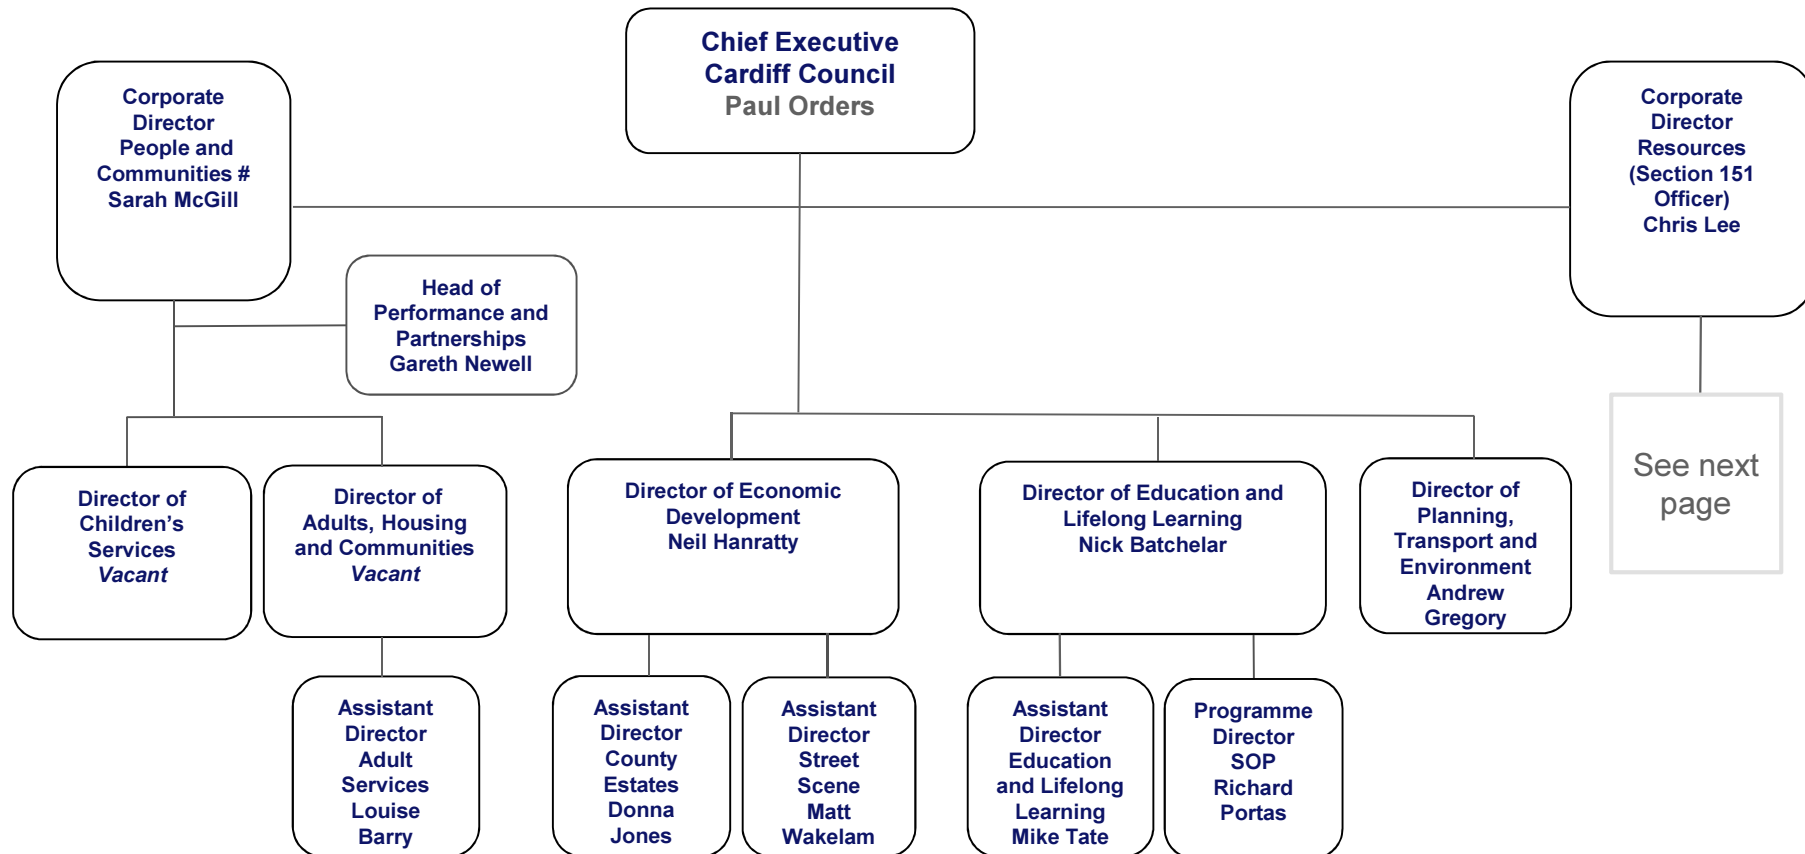 Chief Executive
Cardiff Council
Paul Orders
Corporate
Director
People and
Communities #
Sarah McGill
Corporate
Director
Resources
(Section 151
Officer)
Chris Lee
Head of
Performance and
Partnerships
Gareth Newell
See next
page
Director of
Children's
Services
Vacant
Director of
Adults, Housing
and Communities
Vacant
Director of Economic
Development
Neil Hanratty
Director of Education and
Lifelong Learning
Nick Batchelar
Director of
Planning,
Transport and
Environment
Andrew
Gregory
Assistant
Director
Adult
Services
Louise
Barry
Assistant
Director
County
Estates
Donna
Jones
Assistant
Director
Street
Scene
Matt
Wakelam
Assistant
Director
Education
and Lifelong
Learning
Mike Tate
Programme
Director
SOP
Richard
Portas